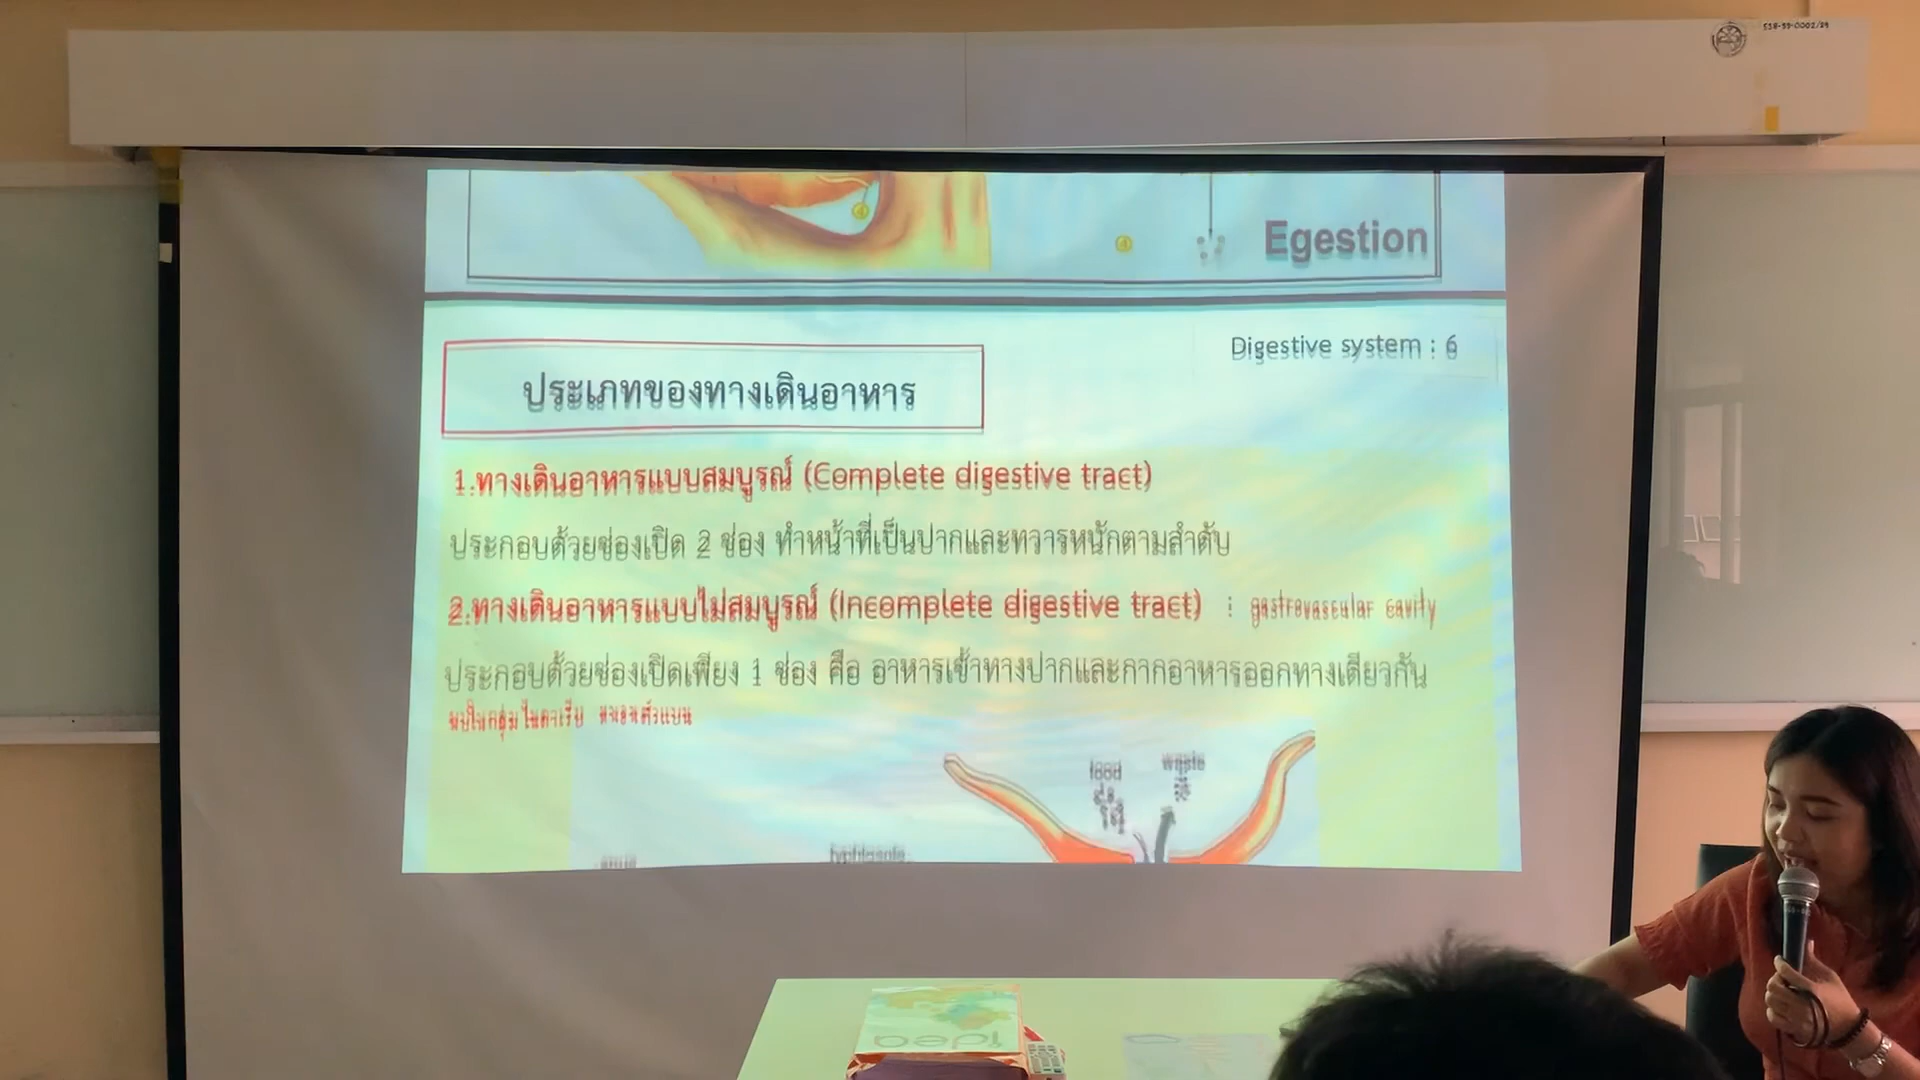 558-99-0002/29
④
④
Egestion
Digestive system : 6
ประเภทของทางเดินอาหาร
1.ทางเดินอาหารแบบสมบูรณ์ (Complete digestive tract)
ประกอบด้วยช่องเปิด 2 ช่อง ทำหน้าที่เป็นปากและทวารหนักตามลำดับ
2.ทางเดินอาหารแบบไม่สมบูรณ์ (Incomplete digestive tract) : gastrovascular cavity
ประกอบด้วยช่องเปิดเพียง 1 ช่อง คือ อาหารเข้าทางปากและกากอาหารออกทางเดียวกัน
พบในกลุ่ม ไนดาเรีย หนอนตัวแบน
food
waste
idea